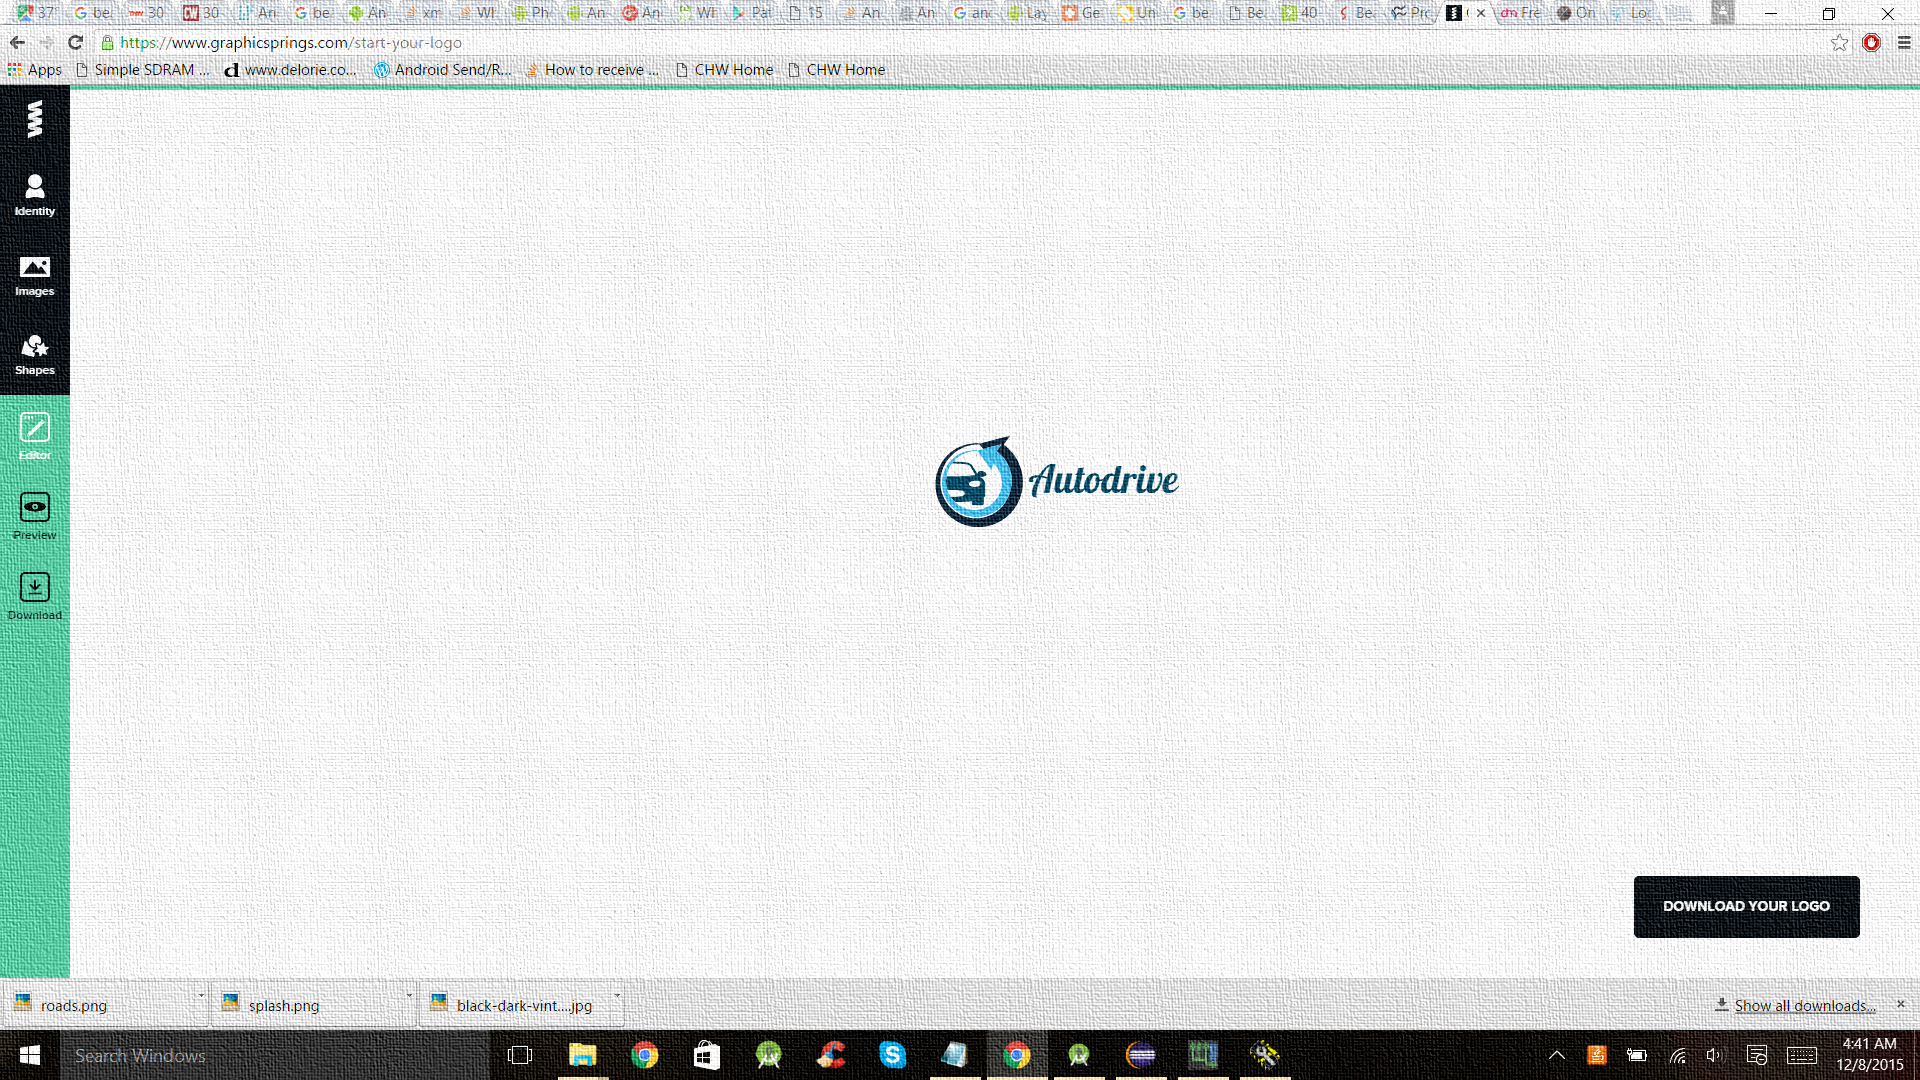 37
be
30
30
An
be
An
xm
Wl
Ph
An
An
Wl
Pat
15
An
An
and
Lay
Ge
Un
be
Be
40
Be
Pro
Fre
On
Log
https://www.graphicsprings.com/start-your-logo
Apps Simple SDRAM ... www.delorie.co... Android Send/R... How to receive ... CHW Home CHW Home
Identity
Images
Shapes
Editor
Preview
Download
Autodrive
DOWNLOAD YOUR LOGO
roads.png splash.png black-dark-vint....jpg Show all downloads...
Search Windows
4:41 AM
12/8/2015